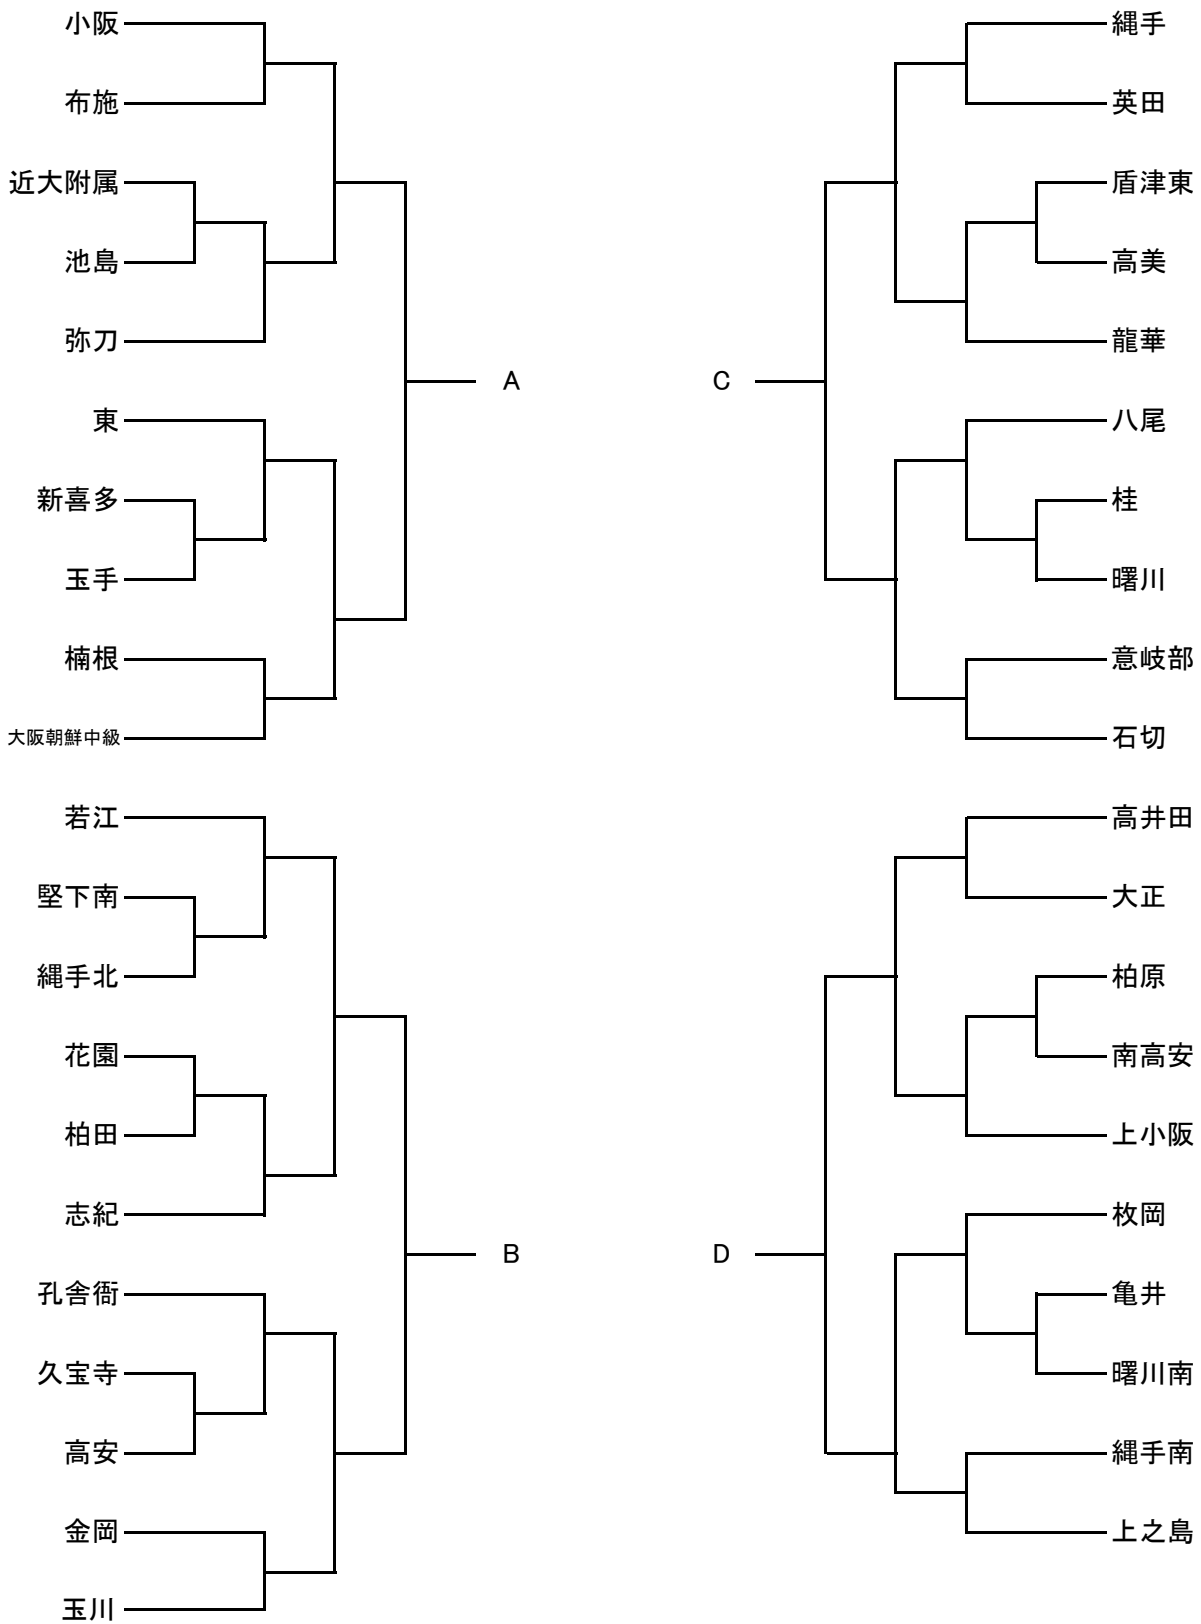 小阪
布施
近大附属
池島
弥刀
東
新喜多
玉手
楠根
大阪朝鮮中級
A
若江
堅下南
縄手北
花園
柏田
志紀
孔舎衙
久宝寺
高安
金岡
玉川
B
縄手
英田
盾津東
高美
龍華
八尾
桂
曙川
意岐部
石切
C
高井田
大正
柏原
南高安
上小阪
枚岡
亀井
曙川南
縄手南
上之島
D